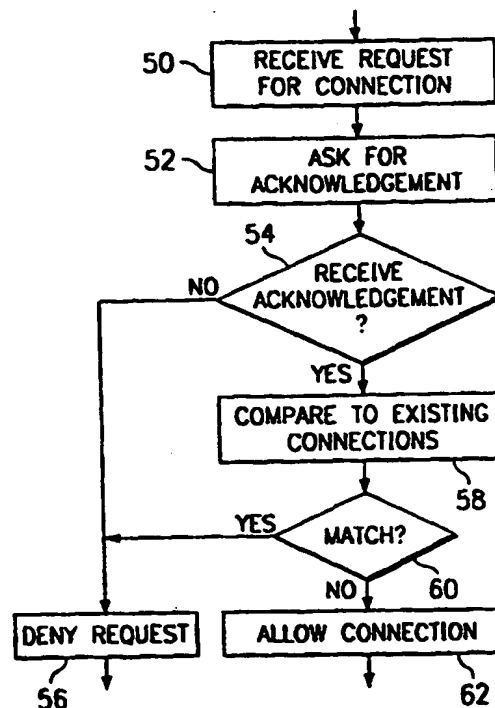 50
RECEIVE REQUEST
FOR CONNECTION
52
ASK FOR
ACKNOWLEDGEMENT
54
NO
RECEIVE
ACKNOWLEDGEMENT
?
YES
COMPARE TO EXISTING
CONNECTIONS
58
YES
MATCH?
NO
60
DENY REQUEST
56
ALLOW CONNECTION
62